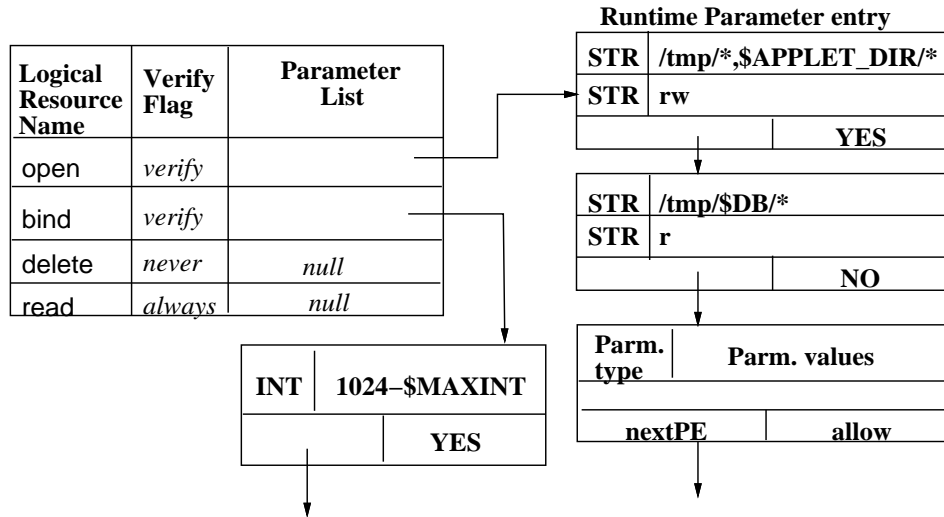 Runtime Parameter entry
Logical Resource Name
Verify Flag
Parameter List
open verify
bind verify
delete never null
read always null
STR /tmp/*,$APPLET_DIR/*
STR rw
YES
STR /tmp/$DB/*
STR r
NO
Parm. type Parm. values
nextPE allow
INT 1024–$MAXINT
YES